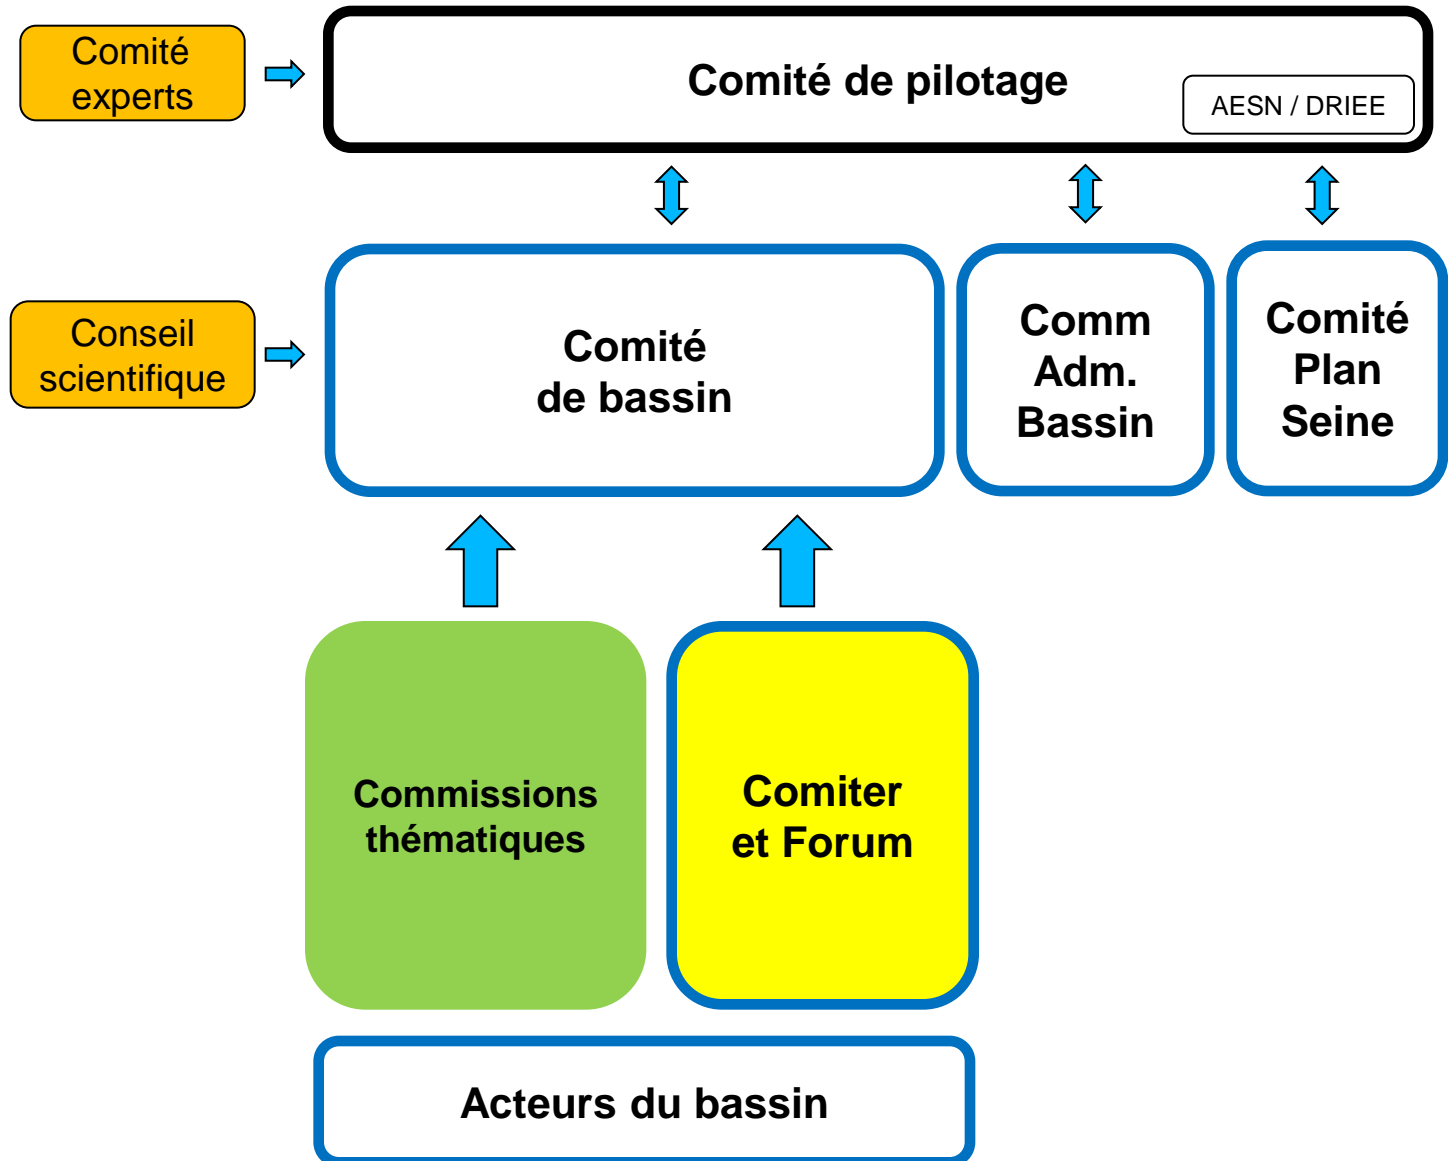 Comité
experts
Comité de pilotage
AESN / DRIEE
Conseil
scientifique
Comité
de bassin
Comm
Adm.
Bassin
Comité
Plan
Seine
Commissions
thématiques
Comiter
et Forum
Acteurs du bassin